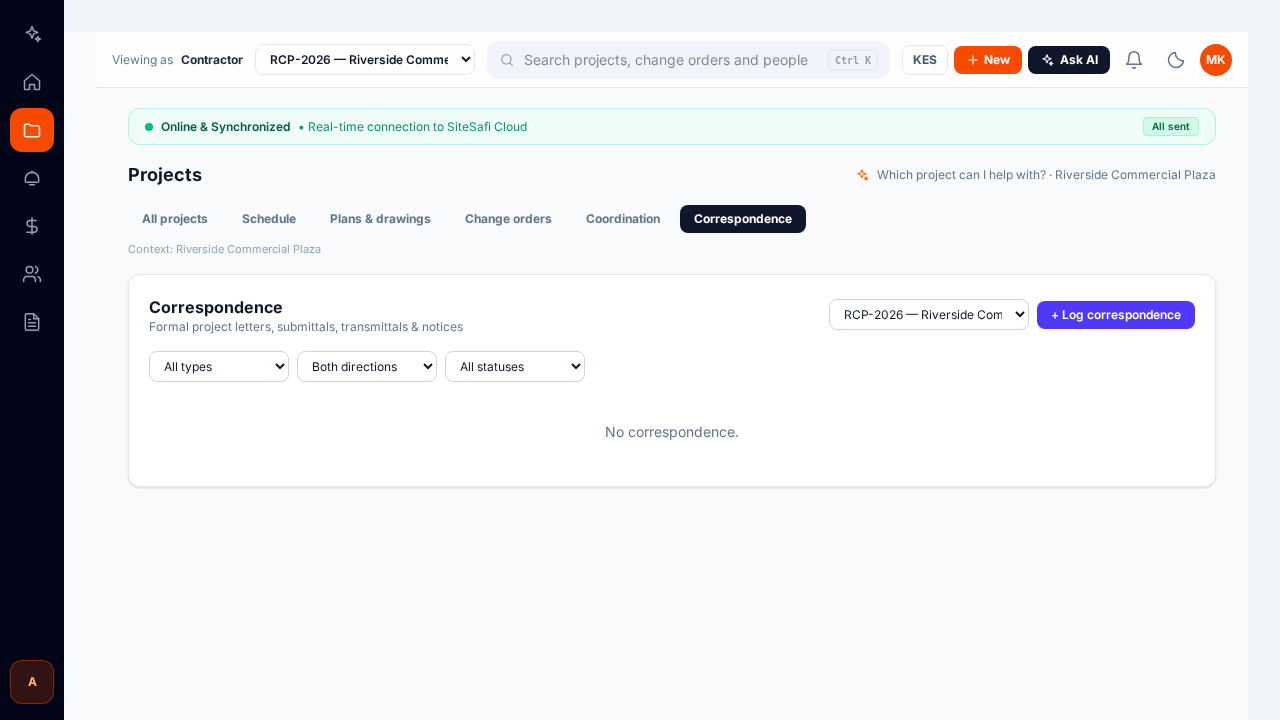 Viewing as Contractor RCP-2026 — Riverside Comme Search projects, change orders and people Ctrl K KES + New Ask AI MK
Online & Synchronized • Real-time connection to SiteSafi Cloud All sent
Projects Which project can I help with? · Riverside Commercial Plaza
All projects Schedule Plans & drawings Change orders Coordination Correspondence
Context: Riverside Commercial Plaza
Correspondence
Formal project letters, submittals, transmittals & notices
RCP-2026 — Riverside Com + Log correspondence
All types Both directions All statuses
No correspondence.
A